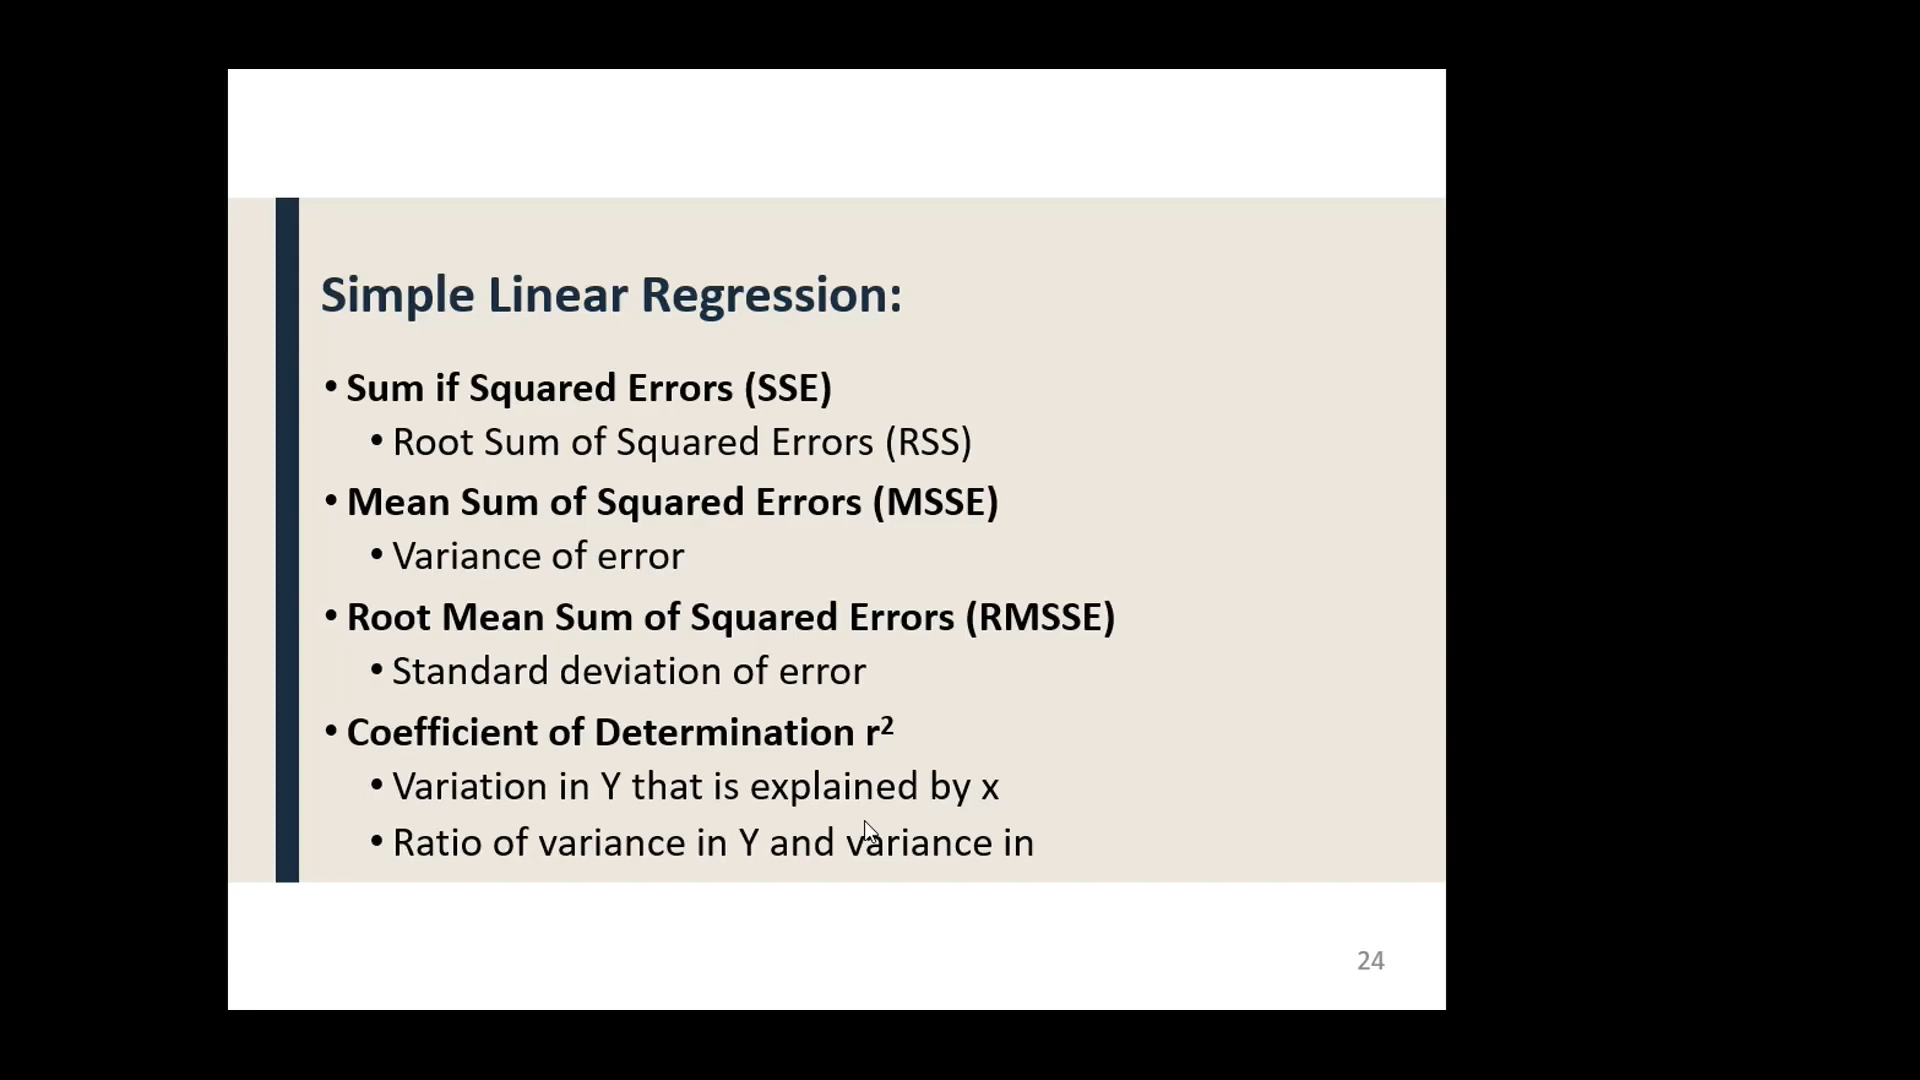 Simple Linear Regression:
• Sum if Squared Errors (SSE)
• Root Sum of Squared Errors (RSS)
• Mean Sum of Squared Errors (MSSE)
• Variance of error
• Root Mean Sum of Squared Errors (RMSSE)
• Standard deviation of error
• Coefficient of Determination r²
• Variation in Y that is explained by x
• Ratio of variance in Y and variance in
24